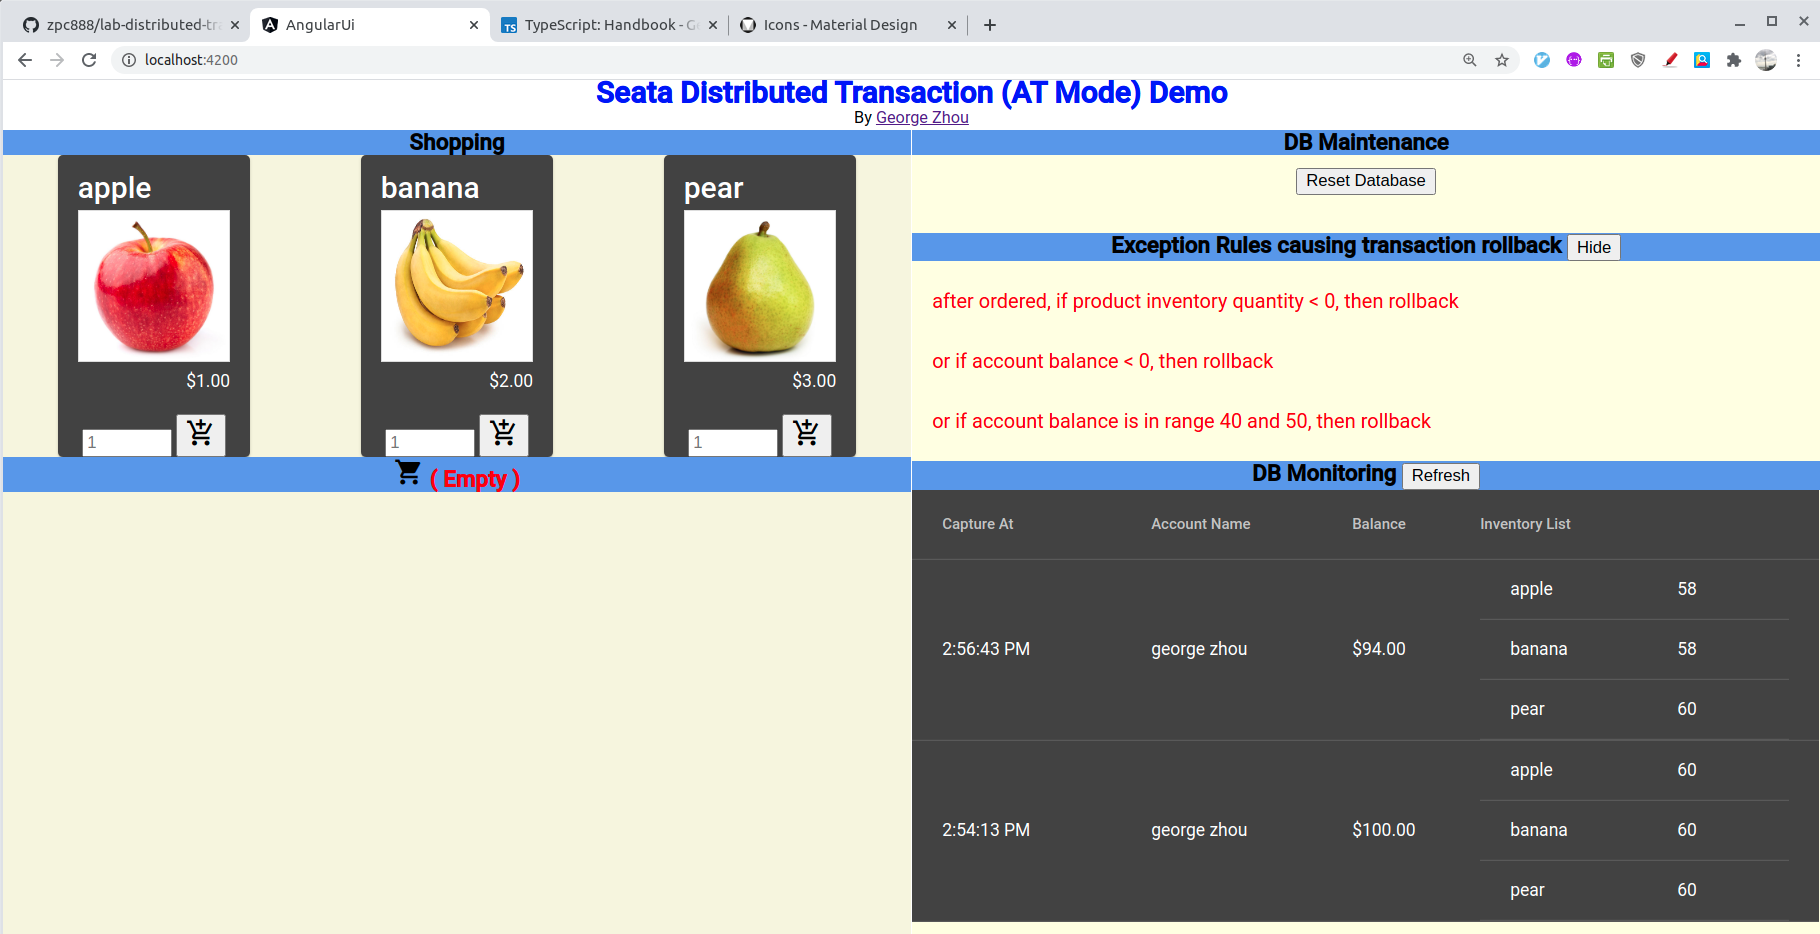 zpc888/lab-distributed-tra
AngularUi
TypeScript: Handbook - G
Icons - Material Design
localhost:4200
Seata Distributed Transaction (AT Mode) Demo
By George Zhou
Shopping
apple
banana
pear
$1.00
$2.00
$3.00
1
1
1
( Empty )
DB Maintenance
Reset Database
Exception Rules causing transaction rollback Hide
after ordered, if product inventory quantity < 0, then rollback
or if account balance < 0, then rollback
or if account balance is in range 40 and 50, then rollback
DB Monitoring Refresh
Capture At Account Name Balance Inventory List
apple 58
2:56:43 PM george zhou $94.00 banana 58
pear 60
apple 60
2:54:13 PM george zhou $100.00 banana 60
pear 60